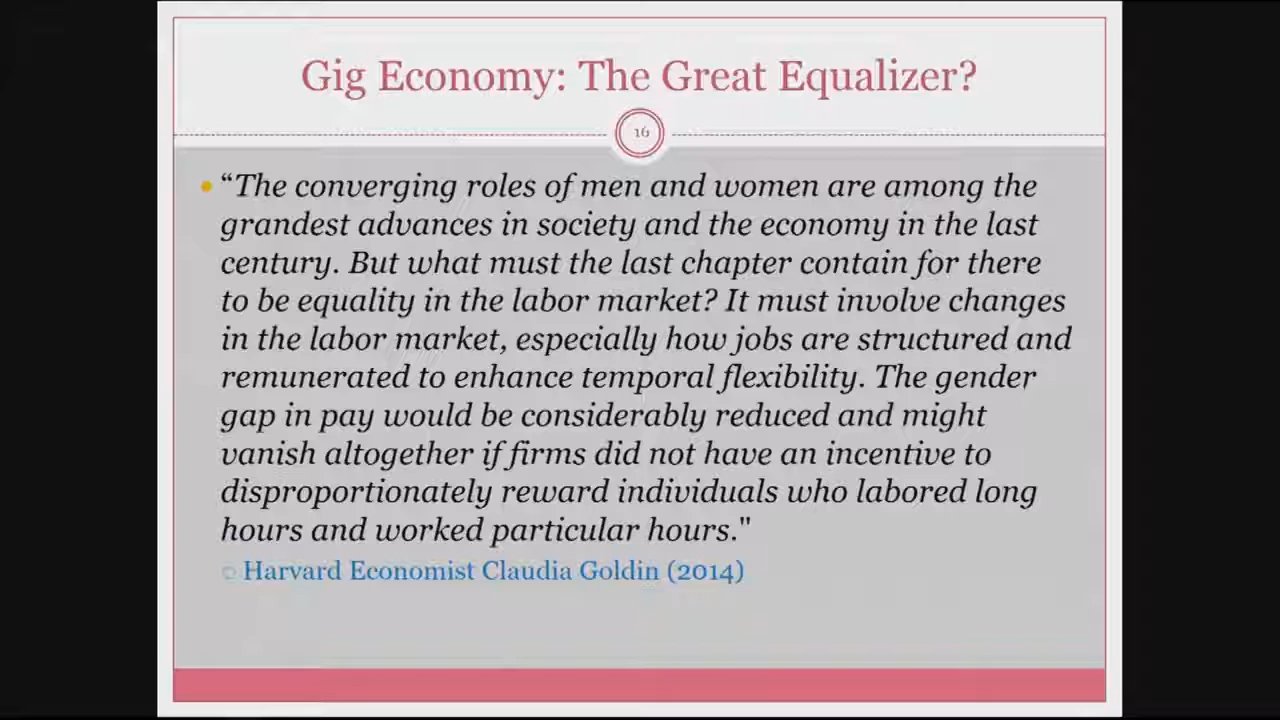 Gig Economy: The Great Equalizer?
16
• “The converging roles of men and women are among the
grandest advances in society and the economy in the last
century. But what must the last chapter contain for there
to be equality in the labor market? It must involve changes
in the labor market, especially how jobs are structured and
remunerated to enhance temporal flexibility. The gender
gap in pay would be considerably reduced and might
vanish altogether if firms did not have an incentive to
disproportionately reward individuals who labored long
hours and worked particular hours."
○ Harvard Economist Claudia Goldin (2014)